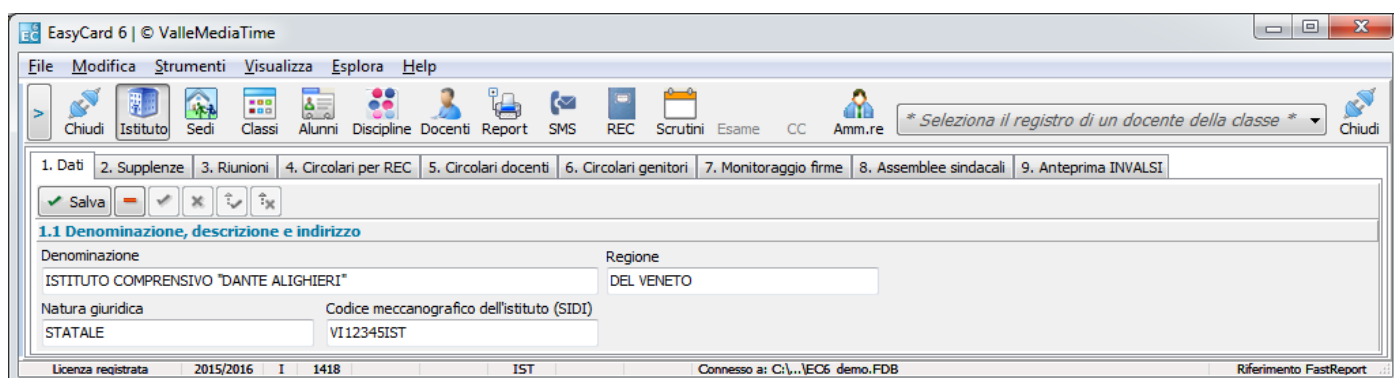 EasyCard 6 | © ValleMediaTime
File Modifica Strumenti Visualizza Esplora Help
> Chiudi Istituto Sedi Classi Alunni Discipline Docenti Report SMS REC Scrutini Esame CC Amm.re * Seleziona il registro di un docente della classe * Chiudi
1. Dati 2. Supplenze 3. Riunioni 4. Circolari per REC 5. Circolari docenti 6. Circolari genitori 7. Monitoraggio firme 8. Assemblee sindacali 9. Anteprima INVALSI
Salva
1.1 Denominazione, descrizione e indirizzo
Denominazione Regione
ISTITUTO COMPRENSIVO "DANTE ALIGHIERI" DEL VENETO
Natura giuridica Codice meccanografico dell'istituto (SIDI)
STATALE VI12345IST
Licenza registrata 2015/2016 I 1418 IST Connesso a: C:\...\EC6_demo.FDB Riferimento FastReport